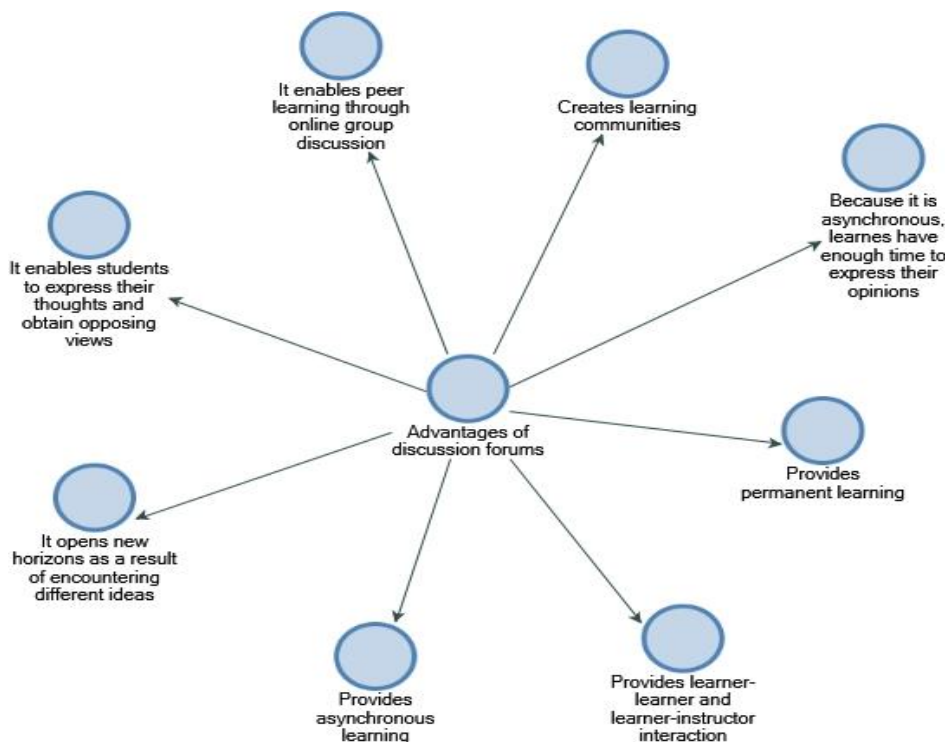 It enables peer
learning through
online group
discussion
Creates learning
communities
Because it is
asynchronous,
learnes have
enough time to
express their
opinions
It enables students
to express their
thoughts and
obtain opposing
views
Advantages of
discussion forums
Provides
permanent learning
It opens new
horizons as a result
of encountering
different ideas
Provides
asynchronous
learning
Provides learner-
learner and
learner-instructor
interaction